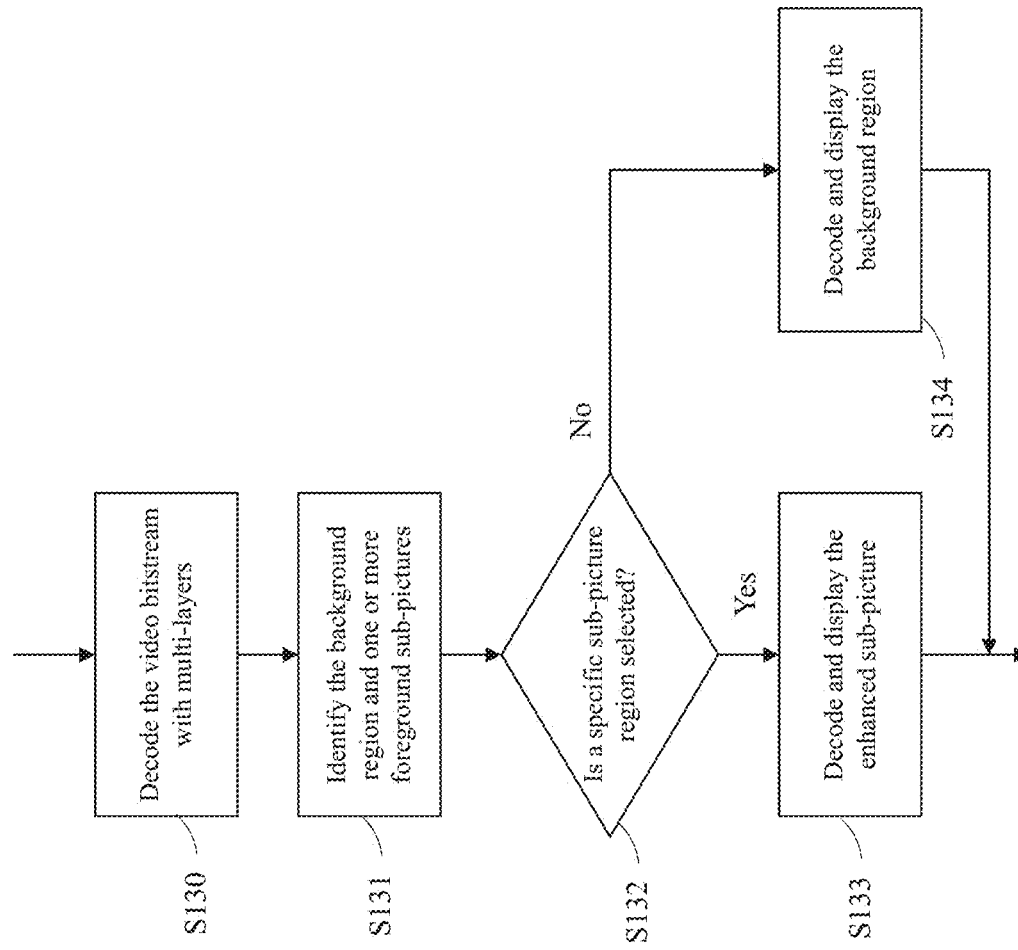 Decode the video bitstream
with multi-layers
S130
Identify the background
region and one or more
foreground sub-pictures
S131
Is a specific sub-picture
region selected?
S132
No
Yes
Decode and display the
enhanced sub-picture
S133
Decode and display the
background region
S134